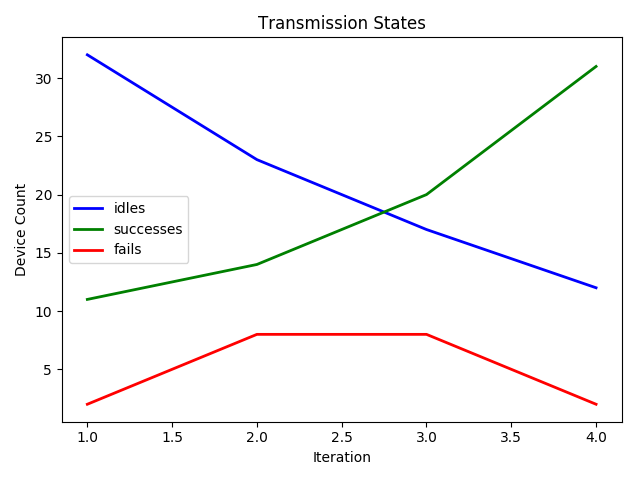 Transmission States
30
25
20
15
10
5
Device Count
idles
successes
fails
1.0 1.5 2.0 2.5 3.0 3.5 4.0
Iteration